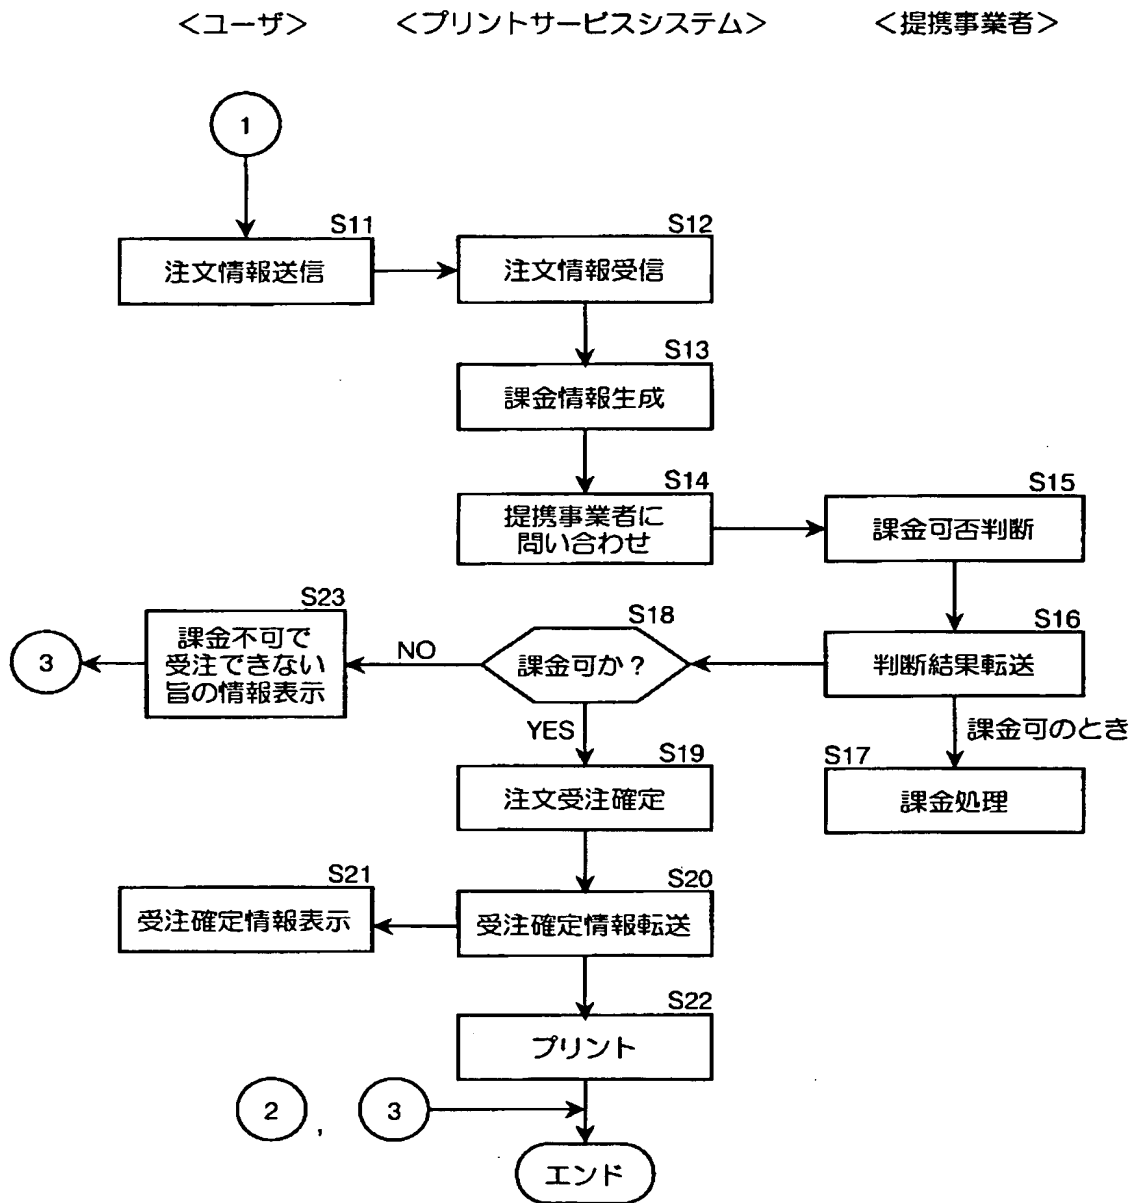 ＜ユーザ＞
＜プリントサービスシステム＞
＜提携事業者＞
1
S11
注文情報送信
S12
注文情報受信
S13
課金情報生成
S14
提携事業者に
問い合わせ
S15
課金可否判断
S23
課金不可で
受注できない
旨の情報表示
3
NO
S18
課金可か？
YES
S16
判断結果転送
課金可のとき
S17
課金処理
S19
注文受注確定
S21
受注確定情報表示
S20
受注確定情報転送
S22
プリント
2 , 3
エンド